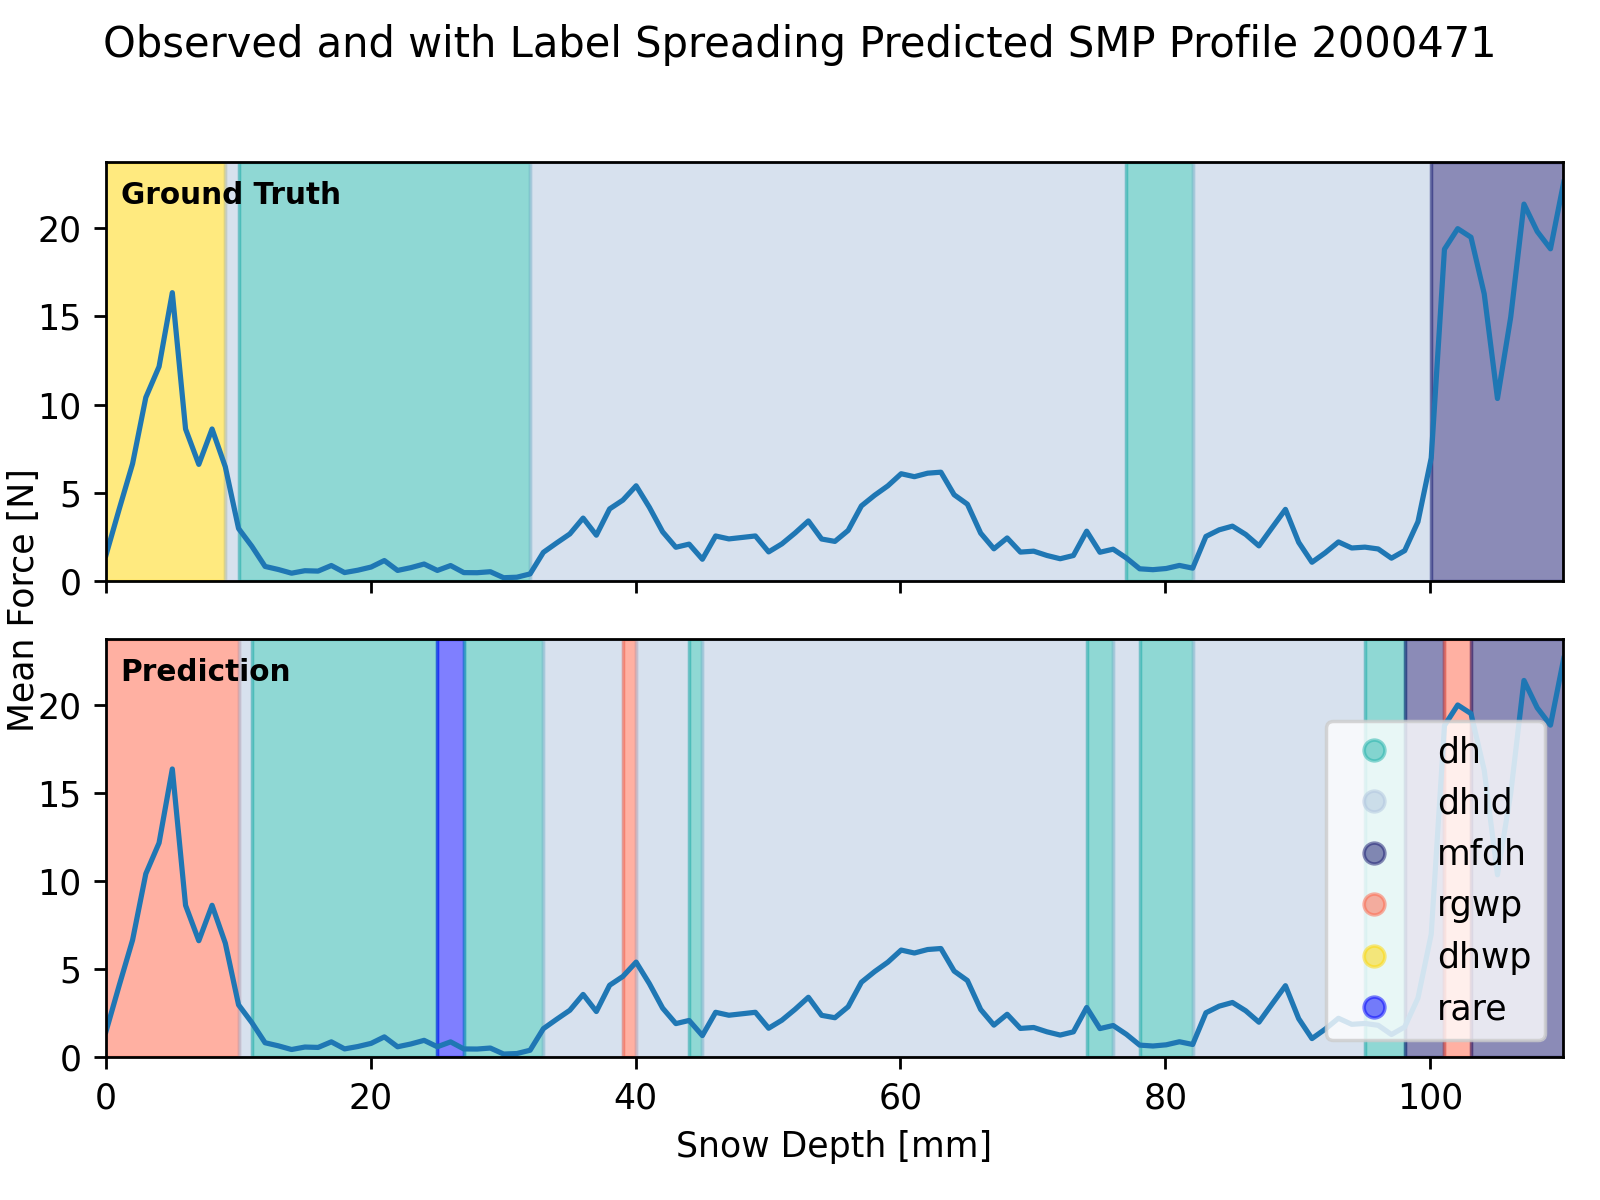 Observed and with Label Spreading Predicted SMP Profile 2000471
Ground Truth
20
15
10
5
0
Mean Force [N]
Prediction
20
15
10
5
0
dh
dhid
mfdh
rgwp
dhwp
rare
0 20 40 60 80 100
Snow Depth [mm]